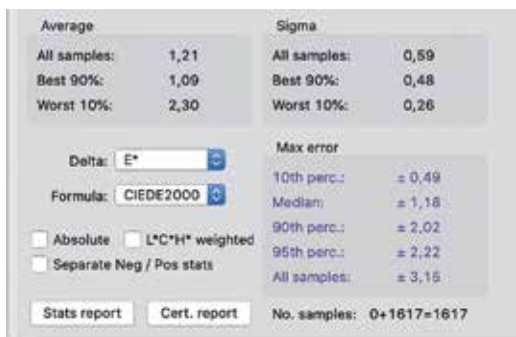 Average
All samples: 1,21
Best 90%: 1,09
Worst 10%: 2,30
Sigma
All samples: 0,59
Best 90%: 0,48
Worst 10%: 0,26
Delta: E*
Formula: CIEDE2000
Absolute L*C*H* weighted
Separate Neg / Pos stats
Stats report Cert. report
Max error
10th perc.: ± 0,49
Median: ± 1,18
90th perc.: ± 2,02
95th perc.: ± 2,22
All samples: ± 3,15
No. samples: 0+1617=1617